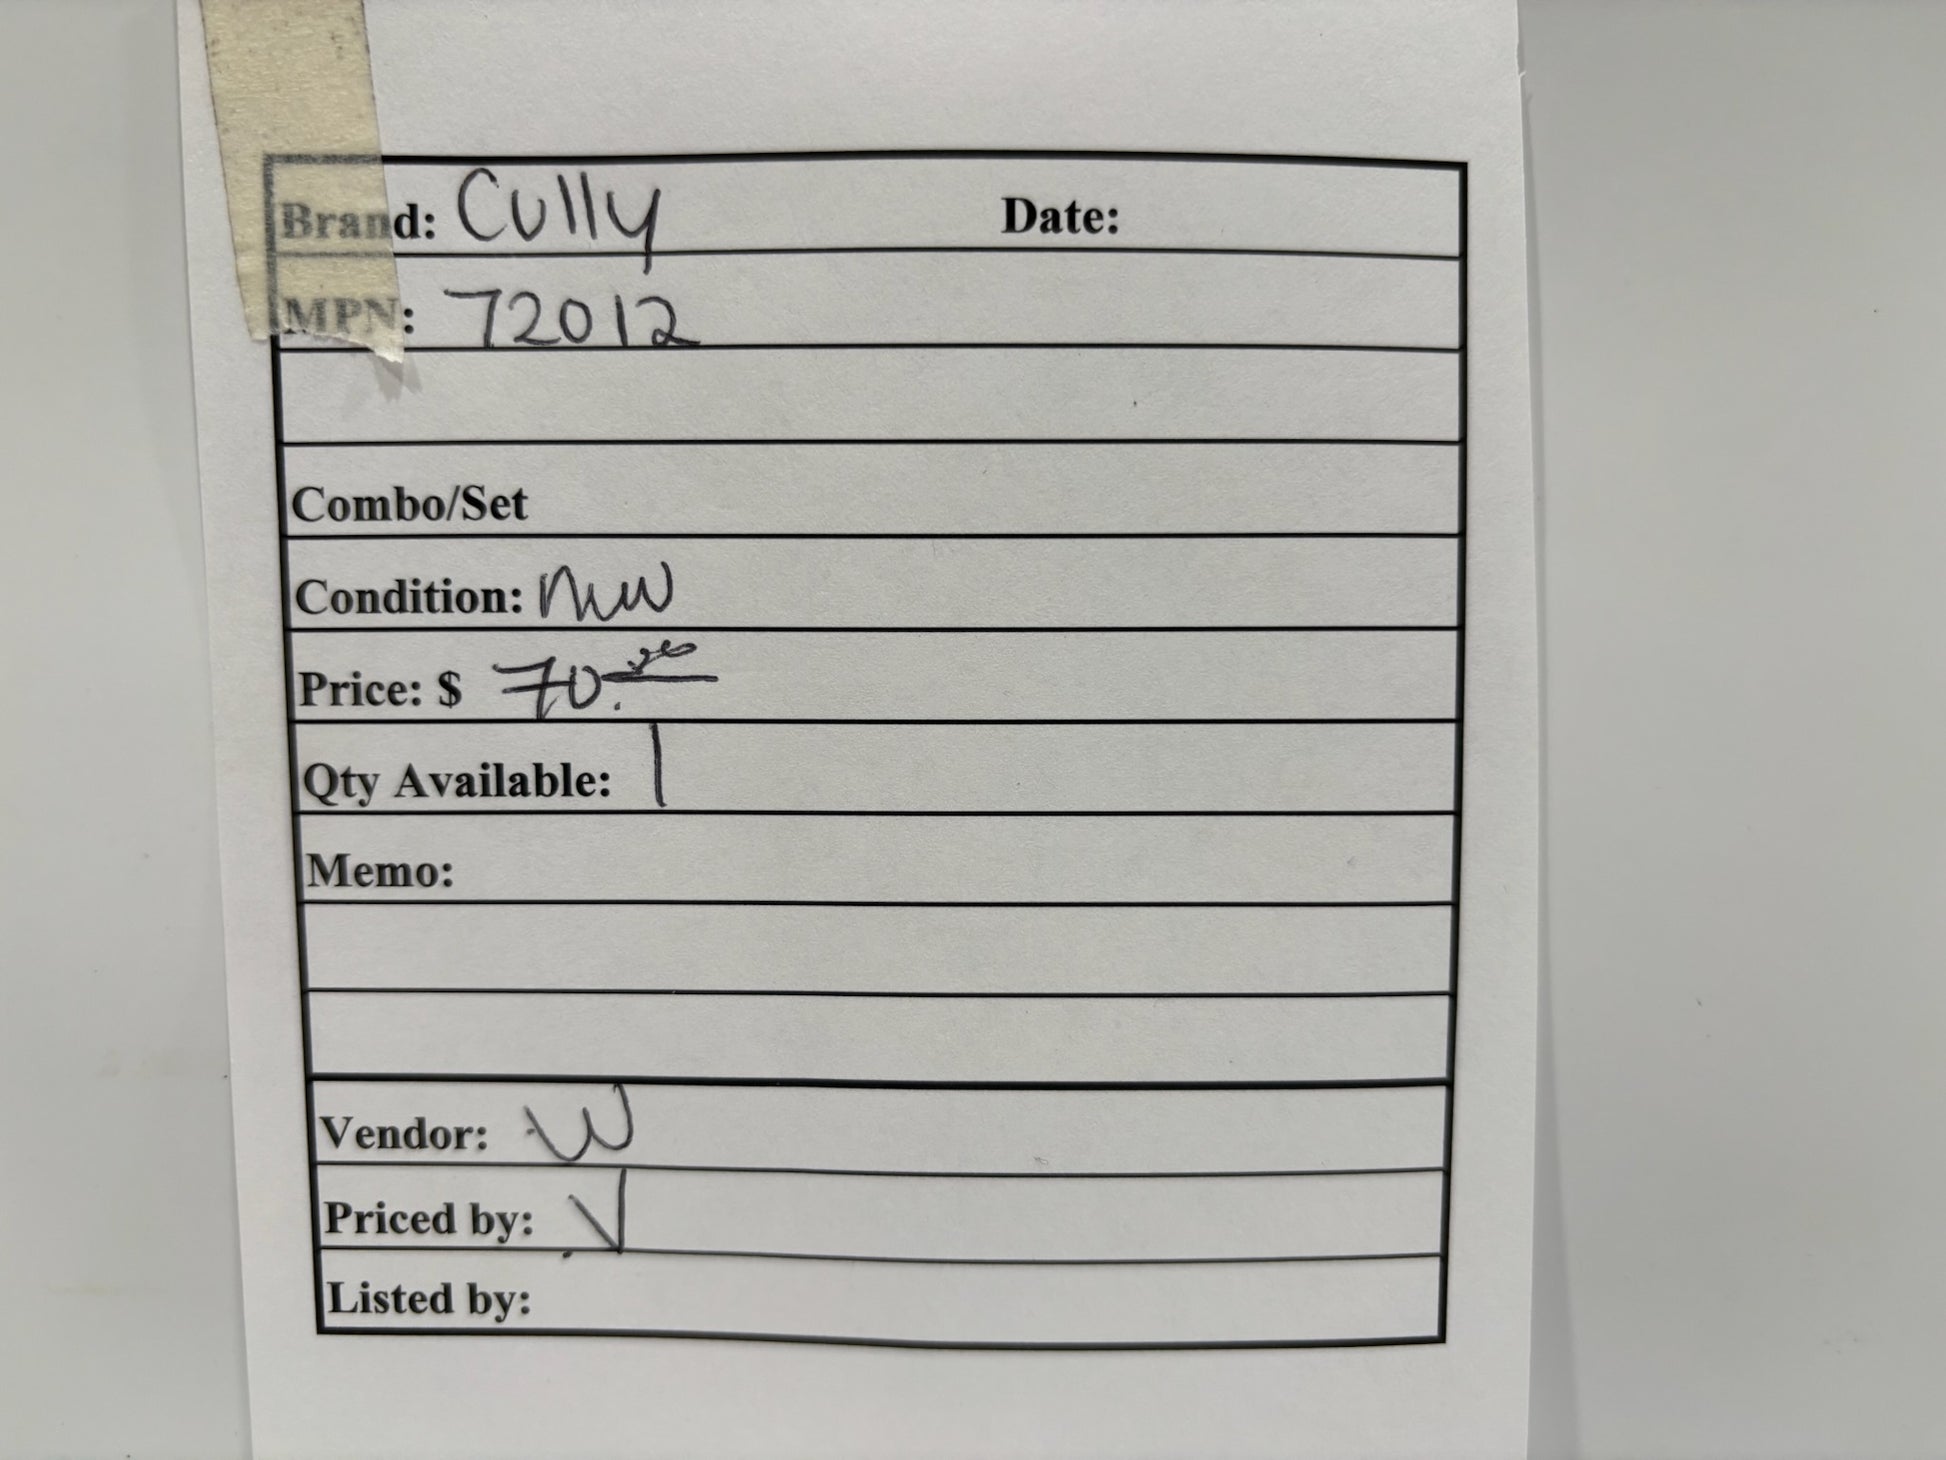 Brand: Cully Date:
MPN: 72012
Combo/Set
Condition: new
Price: $ 70.
Qty Available: 1
Memo:
Vendor: W
Priced by: V
Listed by: